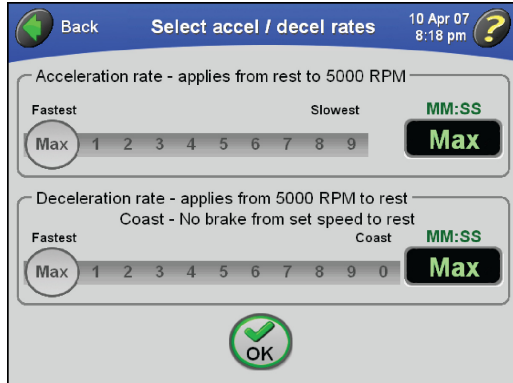 Back
Select accel / decel rates
10 Apr 07
8:18 pm
?
Acceleration rate - applies from rest to 5000 RPM
Fastest
Slowest
MM:SS
Max 1 2 3 4 5 6 7 8 9
Max
Deceleration rate - applies from 5000 RPM to rest
Coast - No brake from set speed to rest
Fastest
Coast
MM:SS
Max 1 2 3 4 5 6 7 8 9 0
Max
OK